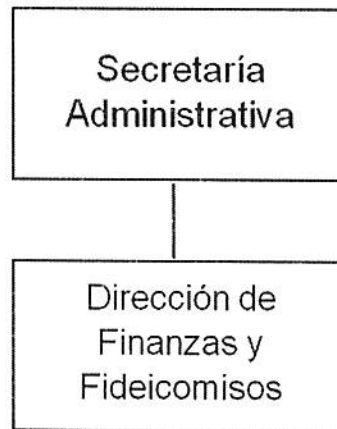 Secretaría
Administrativa
Dirección de
Finanzas y
Fideicomisos